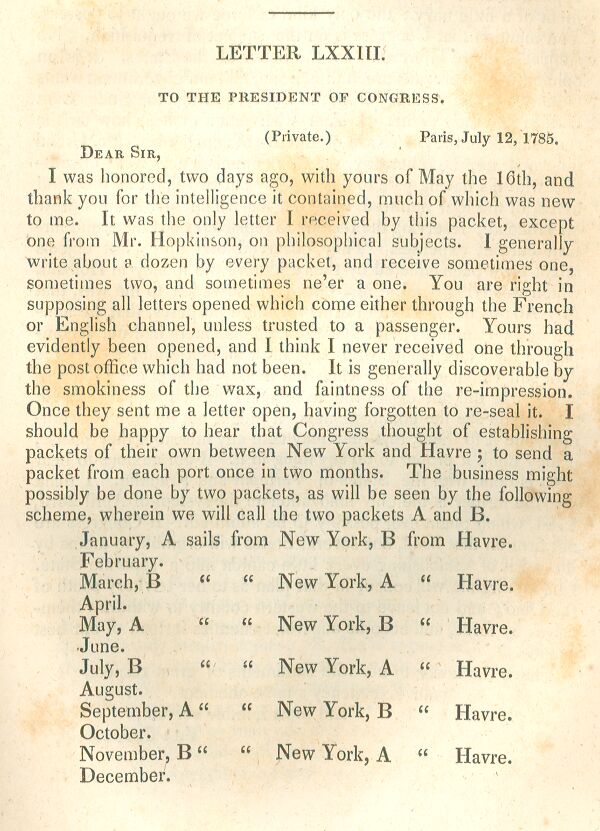 LETTER LXXIII.
TO THE PRESIDENT OF CONGRESS.
(Private.) Paris, July 12, 1785.
Dear Sir,
I was honored, two days ago, with yours of May the 16th, and
thank you for the intelligence it contained, much of which was new
to me. It was the only letter I received by this packet, except
one from Mr. Hopkinson, on philosophical subjects. I generally
write about a dozen by every packet, and receive sometimes one,
sometimes two, and sometimes ne'er a one. You are right in
supposing all letters opened which come either through the French
or English channel, unless trusted to a passenger. Yours had
evidently been opened, and I think I never received one through
the post office which had not been. It is generally discoverable by
the smokiness of the wax, and faintness of the re-impression.
Once they sent me a letter open, having forgotten to re-seal it. I
should be happy to hear that Congress thought of establishing
packets of their own between New York and Havre; to send a
packet from each port once in two months. The business might
possibly be done by two packets, as will be seen by the following
scheme, wherein we will call the two packets A and B.
January, A sails from New York, B from Havre.
February.
March, B “ “ New York, A “ Havre.
April.
May, A “ “ New York, B “ Havre.
June.
July, B “ “ New York, A “ Havre.
August.
September, A “ “ New York, B “ Havre.
October.
November, B “ “ New York, A “ Havre.
December.